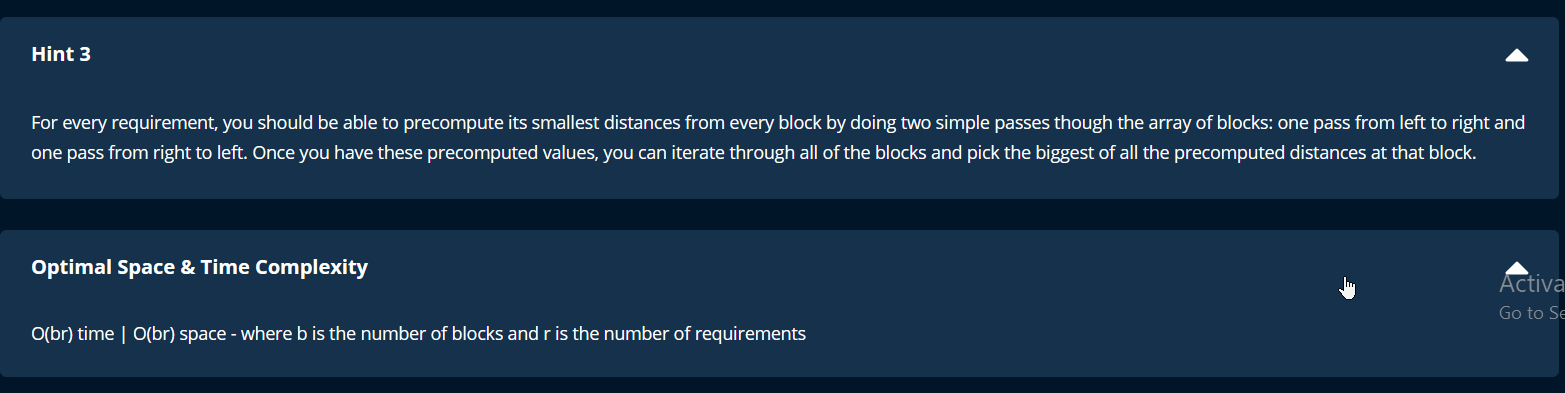 Hint 3
For every requirement, you should be able to precompute its smallest distances from every block by doing two simple passes though the array of blocks: one pass from left to right and
one pass from right to left. Once you have these precomputed values, you can iterate through all of the blocks and pick the biggest of all the precomputed distances at that block.
Optimal Space & Time Complexity
Activa
Go to Se
O(br) time | O(br) space - where b is the number of blocks and r is the number of requirements